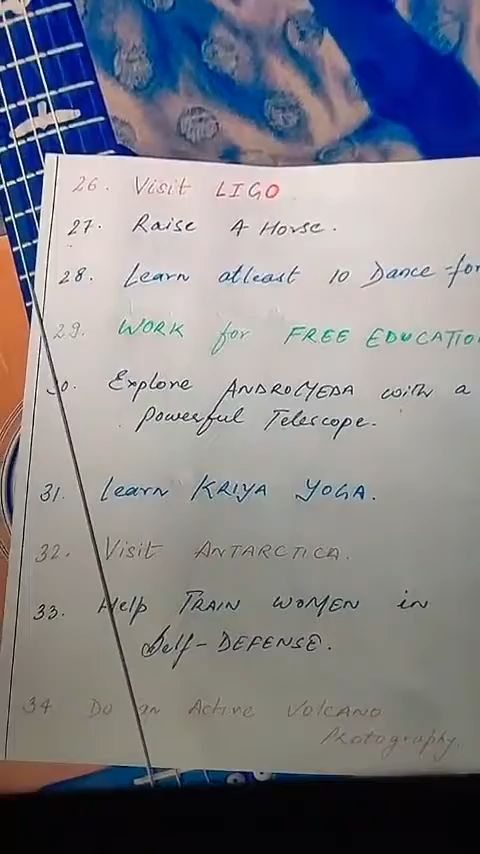 26. Visit LIGO
27. Raise A Horse.
28. Learn atleast 10 Dance-for
29. WORK for FREE EDUCATIO
30. Explore ANDROMEDA with a
Powerful Telescope.
31. Learn KRIYA YOGA.
32. Visit ANTARCTICA.
33. Help TRAIN WOMEN in
Self-DEFENSE.
34 Do an Active Volcano
Photography.